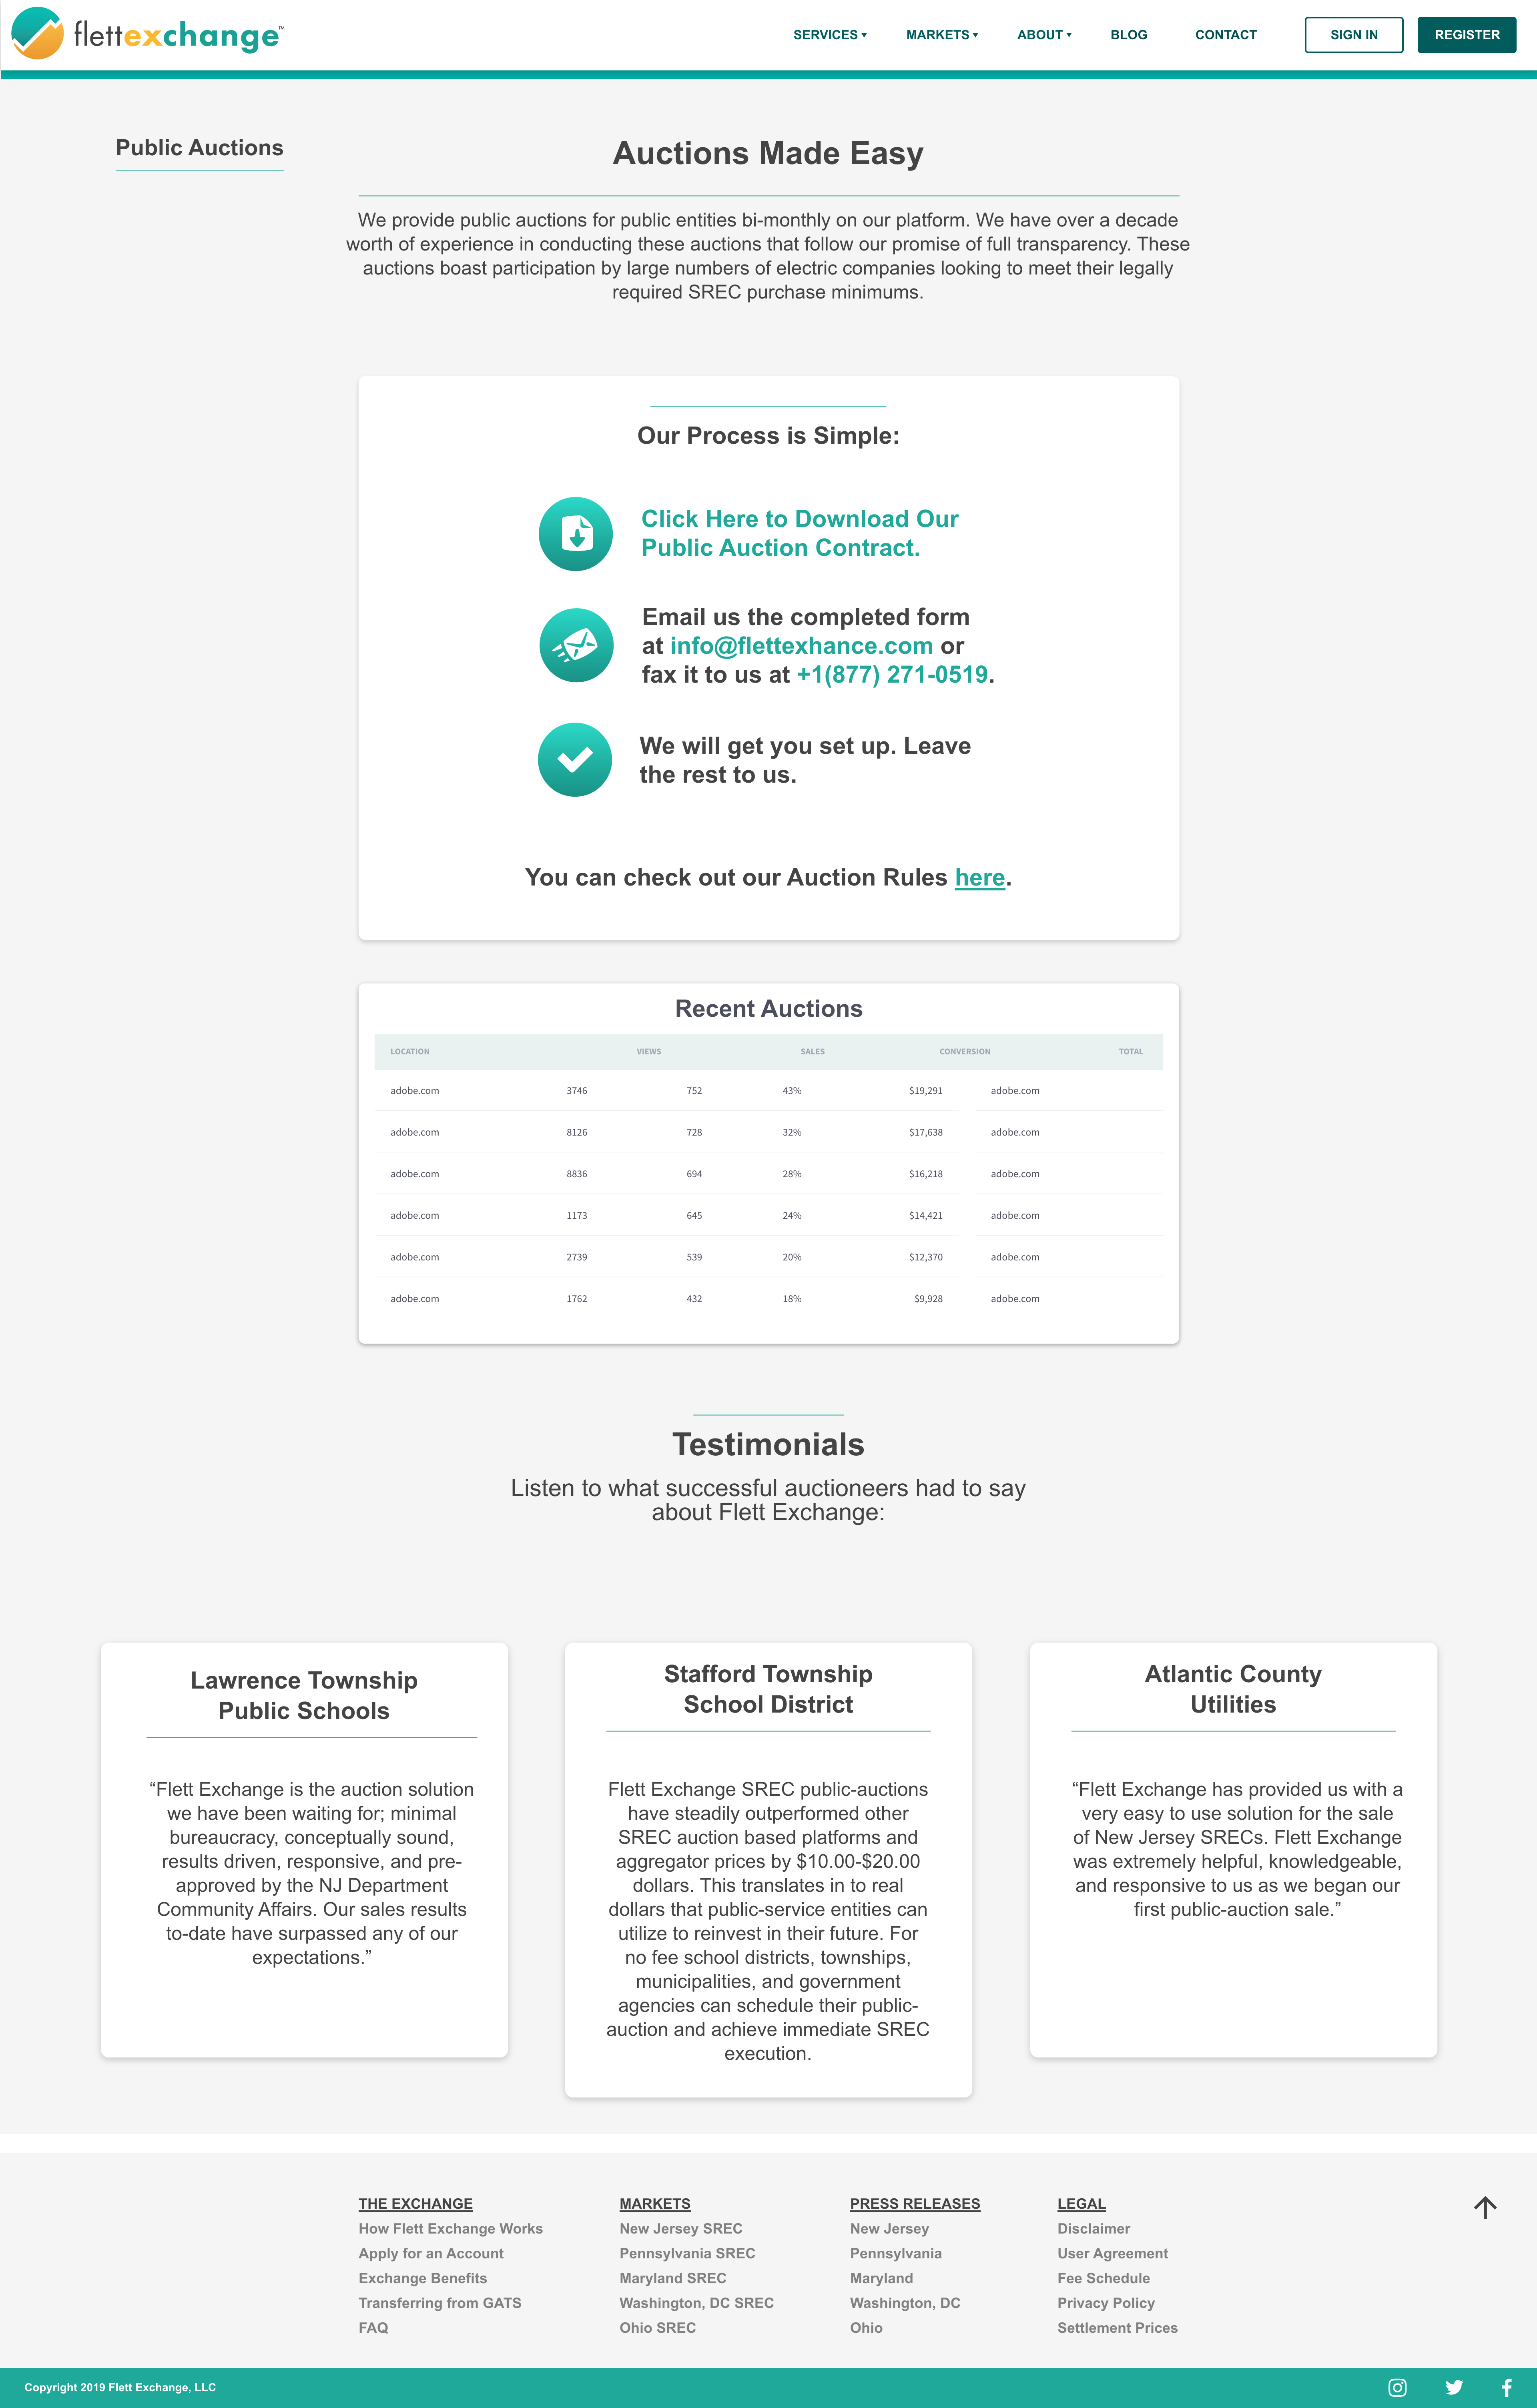 flettexchange™
SERVICES ▾ MARKETS ▾ ABOUT ▾ BLOG CONTACT SIGN IN REGISTER
Public Auctions
Auctions Made Easy
We provide public auctions for public entities bi-monthly on our platform. We have over a decade
worth of experience in conducting these auctions that follow our promise of full transparency. These
auctions boast participation by large numbers of electric companies looking to meet their legally
required SREC purchase minimums.
Our Process is Simple:
Click Here to Download Our
Public Auction Contract.
Email us the completed form
at info@flettexhance.com or
fax it to us at +1(877) 271-0519.
We will get you set up. Leave
the rest to us.
You can check out our Auction Rules here.
Recent Auctions
LOCATION VIEWS SALES CONVERSION TOTAL
adobe.com 3746 752 43% $19,291 adobe.com
adobe.com 8126 728 32% $17,638 adobe.com
adobe.com 8836 694 28% $16,218 adobe.com
adobe.com 1173 645 24% $14,421 adobe.com
adobe.com 2739 539 20% $12,370 adobe.com
adobe.com 1762 432 18% $9,928 adobe.com
Testimonials
Listen to what successful auctioneers had to say
about Flett Exchange:
Lawrence Township
Public Schools
“Flett Exchange is the auction solution
we have been waiting for; minimal
bureaucracy, conceptually sound,
results driven, responsive, and pre-
approved by the NJ Department
Community Affairs. Our sales results
to-date have surpassed any of our
expectations.”
Stafford Township
School District
Flett Exchange SREC public-auctions
have steadily outperformed other
SREC auction based platforms and
aggregator prices by $10.00-$20.00
dollars. This translates in to real
dollars that public-service entities can
utilize to reinvest in their future. For
no fee school districts, townships,
municipalities, and government
agencies can schedule their public-
auction and achieve immediate SREC
execution.
Atlantic County
Utilities
“Flett Exchange has provided us with a
very easy to use solution for the sale
of New Jersey SRECs. Flett Exchange
was extremely helpful, knowledgeable,
and responsive to us as we began our
first public-auction sale.”
THE EXCHANGE
How Flett Exchange Works
Apply for an Account
Exchange Benefits
Transferring from GATS
FAQ
MARKETS
New Jersey SREC
Pennsylvania SREC
Maryland SREC
Washington, DC SREC
Ohio SREC
PRESS RELEASES
New Jersey
Pennsylvania
Maryland
Washington, DC
Ohio
LEGAL
Disclaimer
User Agreement
Fee Schedule
Privacy Policy
Settlement Prices
Copyright 2019 Flett Exchange, LLC